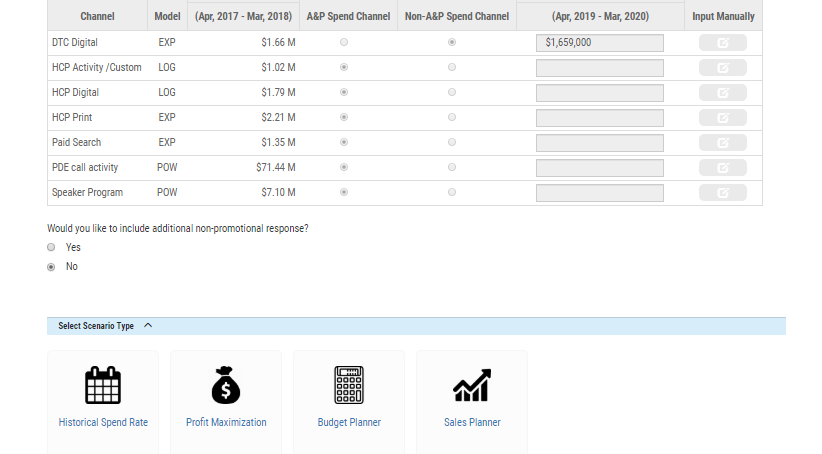 Channel Model (Apr, 2017 - Mar, 2018) A&P Spend Channel Non-A&P Spend Channel (Apr, 2019 - Mar, 2020) Input Manually
DTC Digital EXP $1.66 M $1,659,000
HCP Activity /Custom LOG $1.02 M
HCP Digital LOG $1.79 M
HCP Print EXP $2.21 M
Paid Search EXP $1.35 M
PDE call activity POW $71.44 M
Speaker Program POW $7.10 M
Would you like to include additional non-promotional response?
Yes
No
Select Scenario Type
$
Historical Spend Rate Profit Maximization Budget Planner Sales Planner